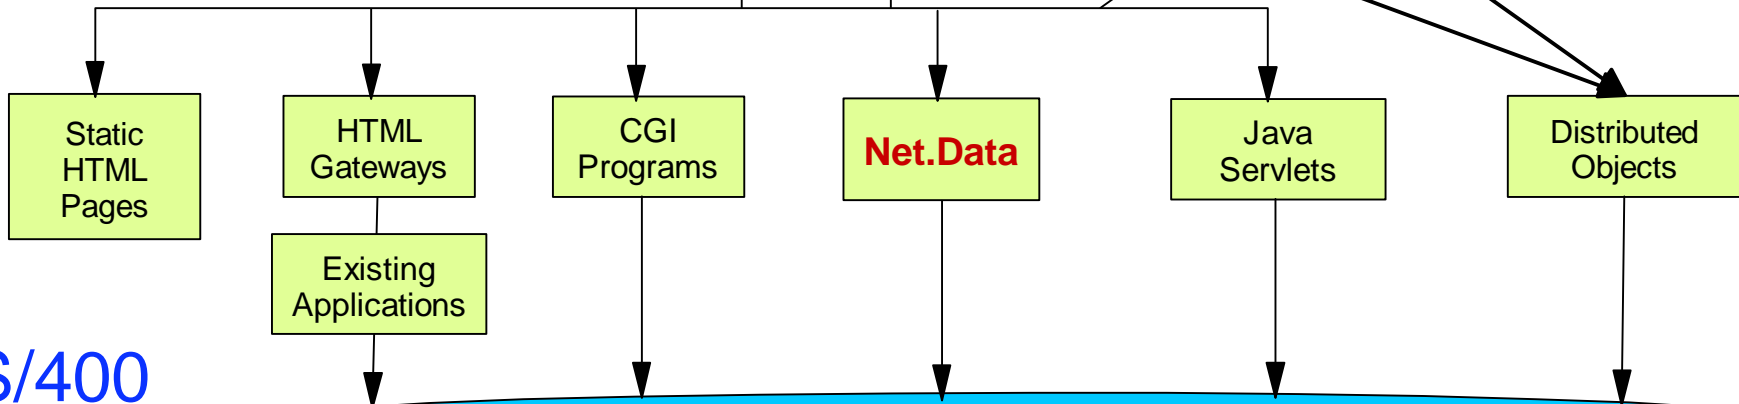 Static
HTML
Pages
HTML
Gateways
CGI
Programs
Net.Data
Java
Servlets
Distributed
Objects
Existing
Applications
S/400